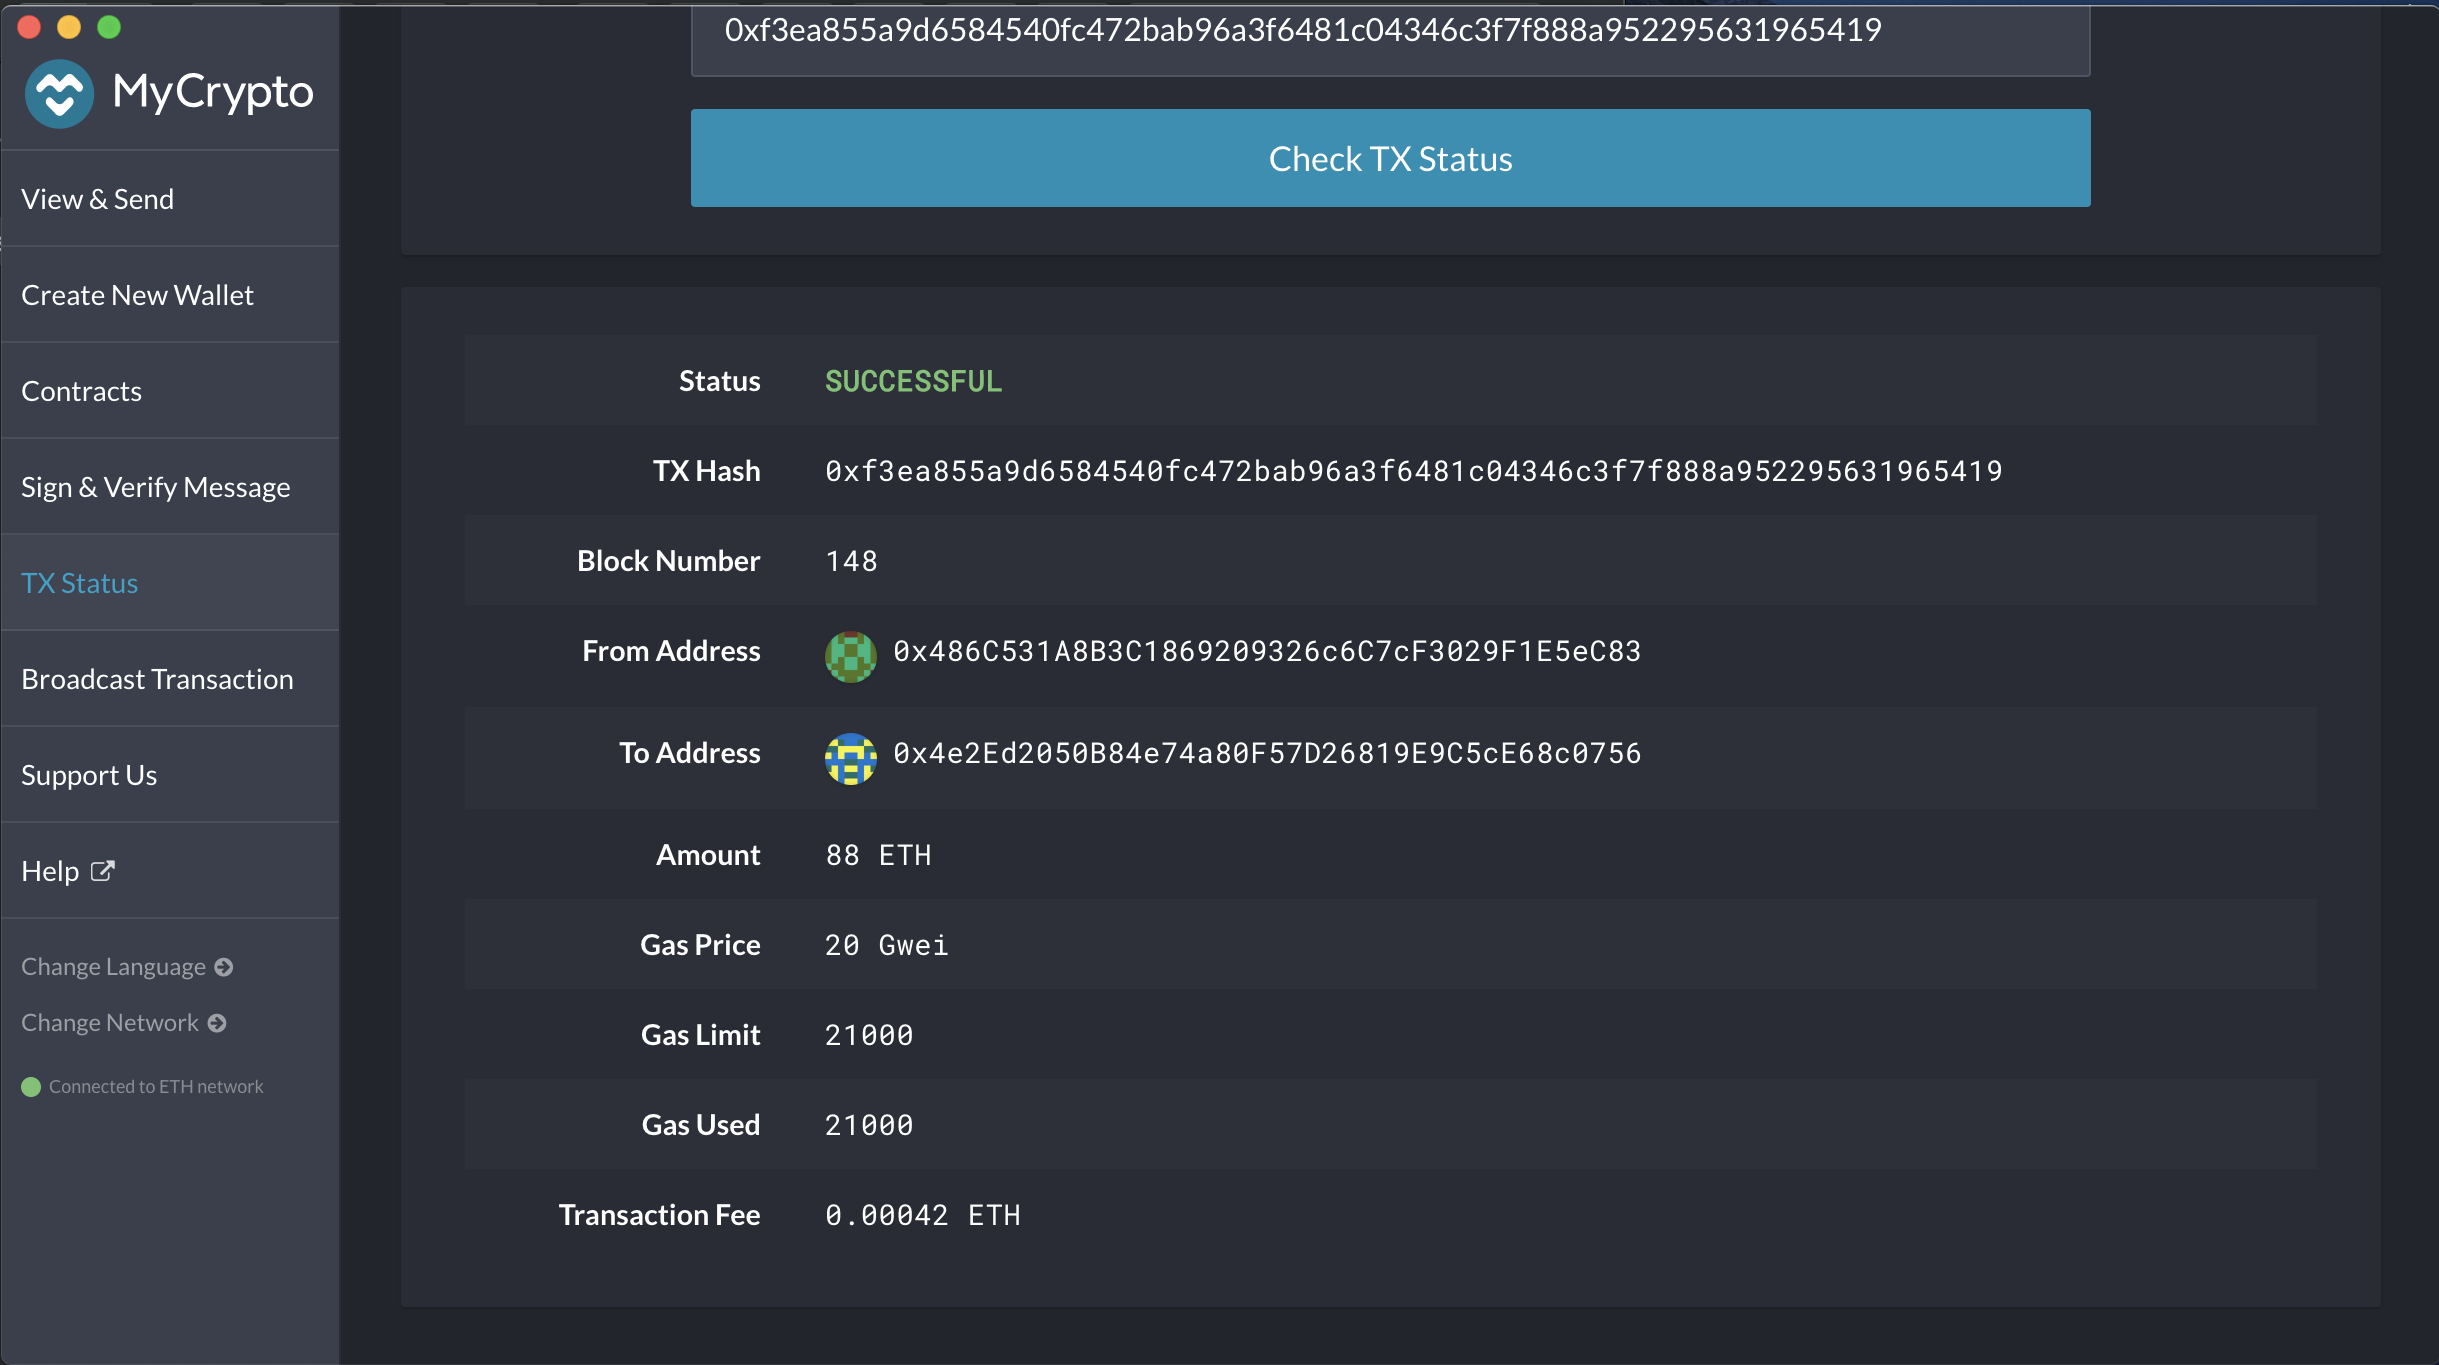 0xf3ea855a9d6584540fc472bab96a3f6481c04346c3f7f888a952295631965419
MyCrypto
Check TX Status
View & Send
Create New Wallet
Contracts
Sign & Verify Message
TX Status
Broadcast Transaction
Support Us
Help
Change Language
Change Network
Connected to ETH network
Status SUCCESSFUL
TX Hash 0xf3ea855a9d6584540fc472bab96a3f6481c04346c3f7f888a952295631965419
Block Number 148
From Address 0x486C531A8B3C1869209326c6C7cF3029F1E5eC83
To Address 0x4e2Ed2050B84e74a80F57D26819E9C5cE68c0756
Amount 88 ETH
Gas Price 20 Gwei
Gas Limit 21000
Gas Used 21000
Transaction Fee 0.00042 ETH